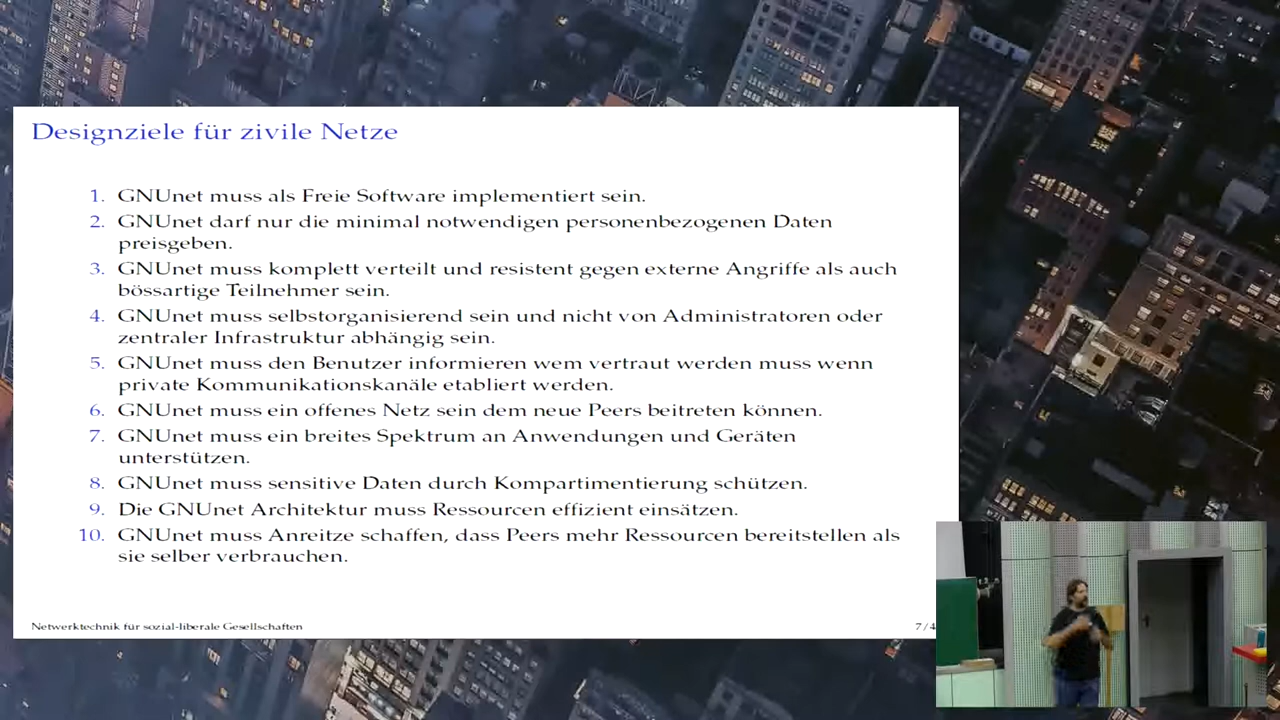 Designziele für zivile Netze
1. GNUnet muss als Freie Software implementiert sein.
2. GNUnet darf nur die minimal notwendigen personenbezogenen Daten
preisgeben.
3. GNUnet muss komplett verteilt und resistent gegen externe Angriffe als auch
bössartige Teilnehmer sein.
4. GNUnet muss selbstorganisierend sein und nicht von Administratoren oder
zentraler Infrastruktur abhängig sein.
5. GNUnet muss den Benutzer informieren wem vertraut werden muss wenn
private Kommunikationskanäle etabliert werden.
6. GNUnet muss ein offenes Netz sein dem neue Peers beitreten können.
7. GNUnet muss ein breites Spektrum an Anwendungen und Geräten
unterstützen.
8. GNUnet muss sensitive Daten durch Kompartimentierung schützen.
9. Die GNUnet Architektur muss Ressourcen effizient einsätzen.
10. GNUnet muss Anreitze schaffen, dass Peers mehr Ressourcen bereitstellen als
sie selber verbrauchen.
Netwerktechnik für sozial-liberale Gesellschaften
7 / 4